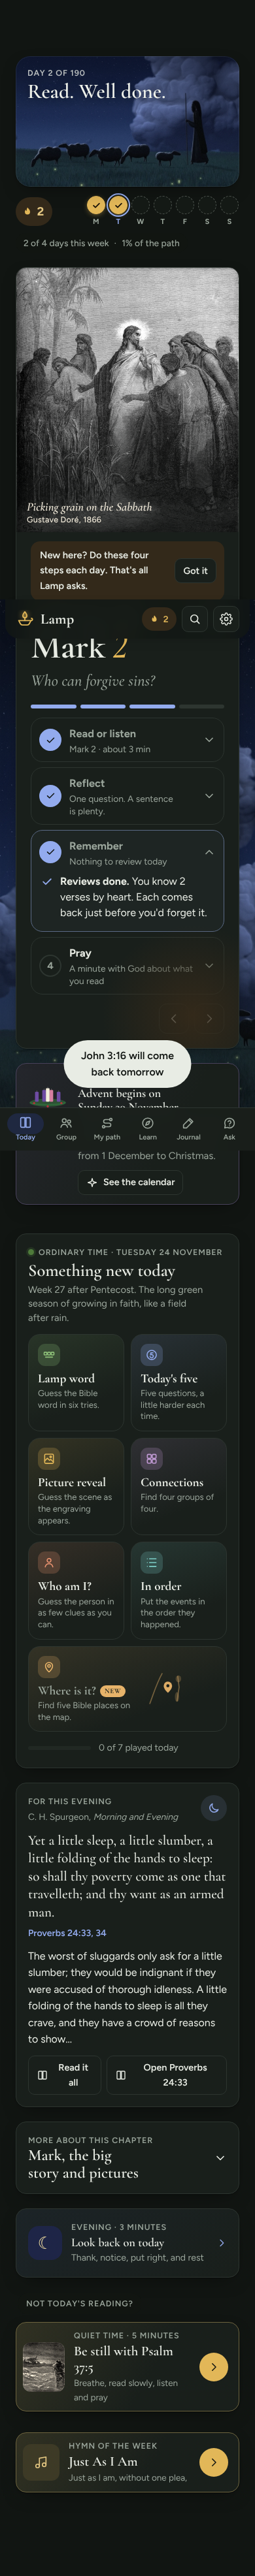 DAY 2 OF 190
Read. Well done.
2
M T W T F S S
2 of 4 days this week · 1% of the path
Picking grain on the Sabbath
Gustave Doré, 1866
New here? Do these four
steps each day. That's all
Lamp asks.
Got it
Lamp
2
Mark 2
Who can forgive sins?
Read or listen
Mark 2 · about 3 min
Reflect
One question. A sentence
is plenty.
Remember
Nothing to review today
Reviews done. You know 2
verses by heart. Each comes
back just before you'd forget it.
4
Pray
A minute with God about what
you read
John 3:16 will come
back tomorrow
Advent begins on
Sunday 29 November
Today
Group
My path
Learn
Journal
Ask
from 1 December to Christmas.
See the calendar
ORDINARY TIME · TUESDAY 24 NOVEMBER
Something new today
Week 27 after Pentecost. The long green
season of growing in faith, like a field
after rain.
Lamp word
Guess the Bible
word in six tries.
Today's five
Five questions, a
little harder each
time.
Picture reveal
Guess the scene as
the engraving
appears.
Connections
Find four groups of
four.
Who am I?
Guess the person in
as few clues as you
can.
In order
Put the events in
the order they
happened.
Where is it? NEW
Find five Bible places on
the map.
0 of 7 played today
FOR THIS EVENING
C. H. Spurgeon, Morning and Evening
Yet a little sleep, a little slumber, a
little folding of the hands to sleep:
so shall thy poverty come as one that
travelleth; and thy want as an armed
man.
Proverbs 24:33, 34
The worst of sluggards only ask for a little
slumber; they would be indignant if they
were accused of thorough idleness. A little
folding of the hands to sleep is all they
crave, and they have a crowd of reasons
to show…
Read it
all
Open Proverbs
24:33
MORE ABOUT THIS CHAPTER
Mark, the big
story and pictures
EVENING · 3 MINUTES
Look back on today
Thank, notice, put right, and rest
NOT TODAY'S READING?
QUIET TIME · 5 MINUTES
Be still with Psalm
37:5
Breathe, read slowly, listen
and pray
HYMN OF THE WEEK
Just As I Am
Just as I am, without one plea,